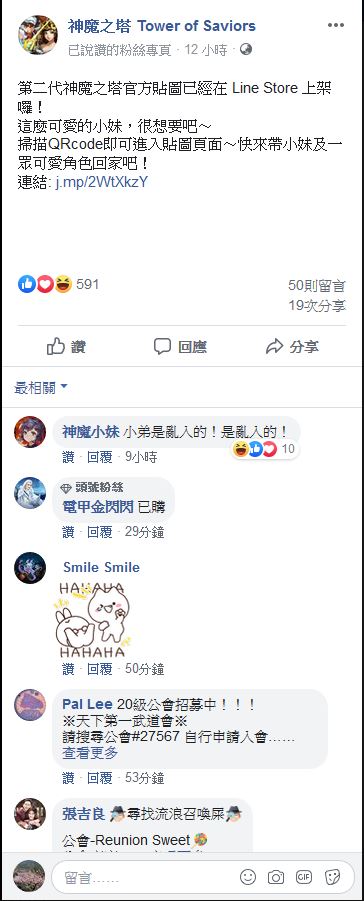 神魔之塔 Tower of Saviors
已說讚的粉絲專頁 · 12 小時 ·
第二代神魔之塔官方貼圖已經在 Line Store 上架
囉！
這麼可愛的小妹，很想要吧～
掃描QRcode即可進入貼圖頁面～快來帶小妹及一
眾可愛角色回家吧！
連結: j.mp/2WtXkzY
591
50則留言
19次分享
讚 回應 分享
最相關
神魔小妹 小弟是亂入的！是亂入的！
10
讚 · 回覆 · 9小時
頭號粉絲
電甲金閃閃 已購
讚 · 回覆 · 29分鐘
Smile Smile
HAHAHA
HAHAHA
讚 · 回覆 · 50分鐘
Pal Lee 20級公會招募中！！！
※天下第一武道會※
請搜尋公會#27567 自行申請入會……
查看更多
讚 · 回覆 · 53分鐘
張吉良 尋找流浪召喚屎
公會-Reunion Sweet
留言……
GIF